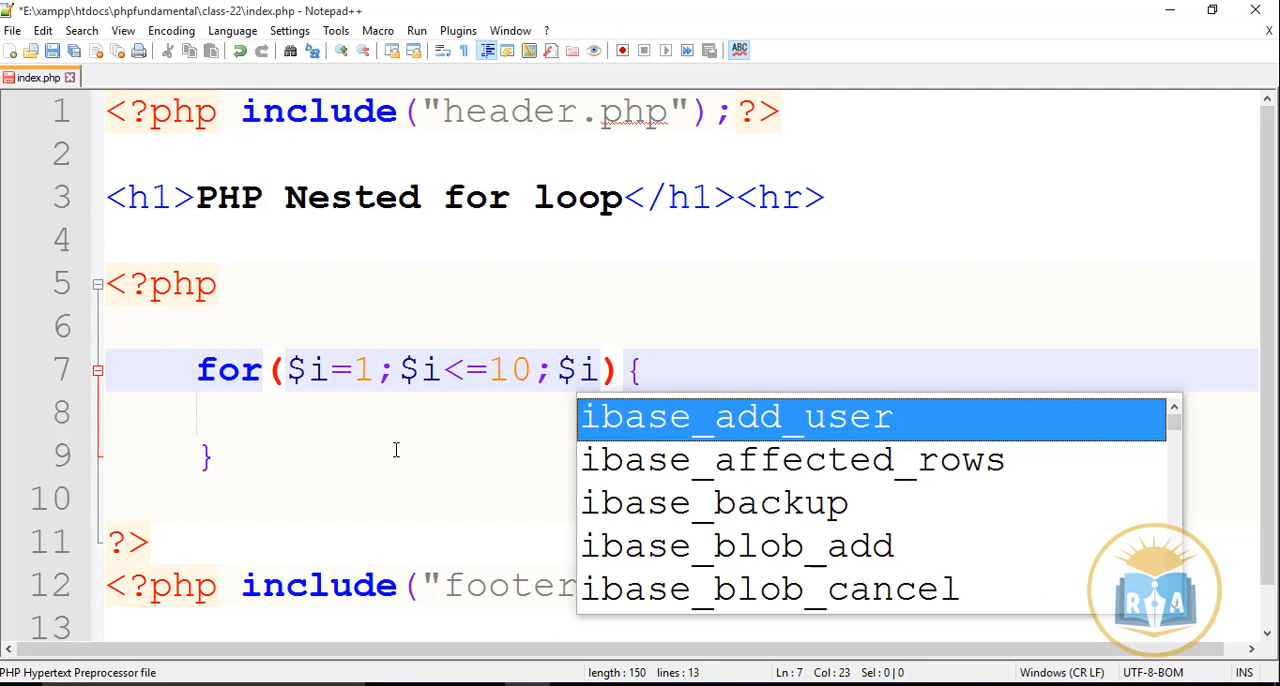 *E:\xampp\htdocs\phpfundamental\class-22\index.php - Notepad++
File Edit Search View Encoding Language Settings Tools Macro Run Plugins Window ? X
ABC
index.php
1 <?php include("header.php");?>
2
3 <h1>PHP Nested for loop</h1><hr>
4
5 <?php
6
7 for($i=1;$i<=10;$i){
8 ibase_add_user
ibase_affected_rows
9 }
10 ibase_backup
11 ?> ibase_blob_add
12 <?php include("footer ibase_blob_cancel
13
R A
PHP Hypertext Preprocessor file length : 150 lines : 13 Ln : 7 Col : 23 Sel : 0 | 0 Windows (CR LF) UTF-8-BOM INS